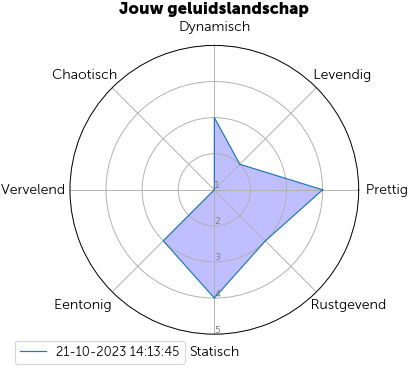 Jouw geluidslandschap
Dynamisch
Chaotisch
Levendig
Vervelend
1
Prettig
2
3
4
Eentonig
Rustgevend
5
21-10-2023 14:13:45
Statisch